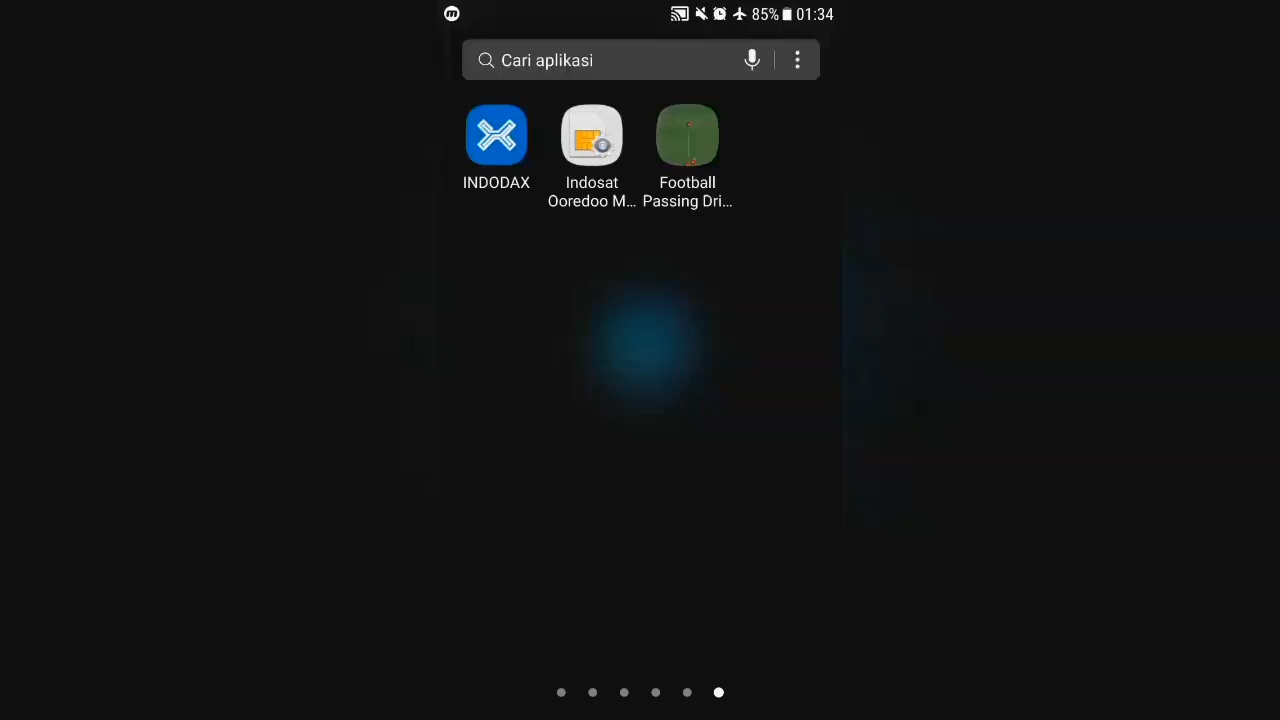 m
85% 01:34
Cari aplikasi
INDODAX
Indosat
Ooredoo M...
Football
Passing Dri...